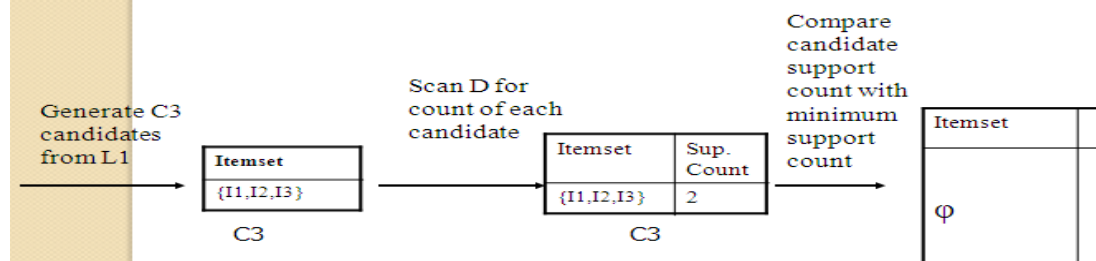 Generate C3
candidates
from L1
Itemset
{I1,I2,I3}
C3
Scan D for
count of each
candidate
Itemset
Sup.
Count
{I1,I2,I3}
2
C3
Compare
candidate
support
count with
minimum
support
count
Itemset
φ